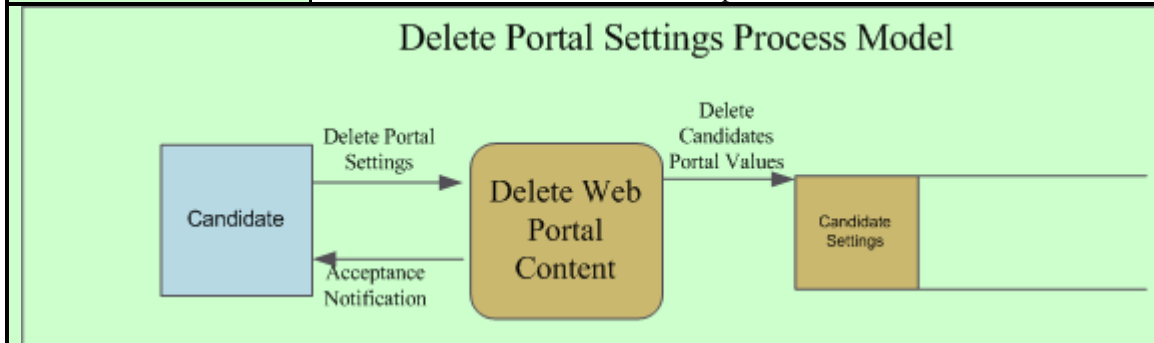 Delete Portal Settings Process Model
Delete
Candidates
Portal Values
Delete Portal
Settings
Candidate
Delete Web
Portal
Content
Candidate
Settings
Acceptance
Notification